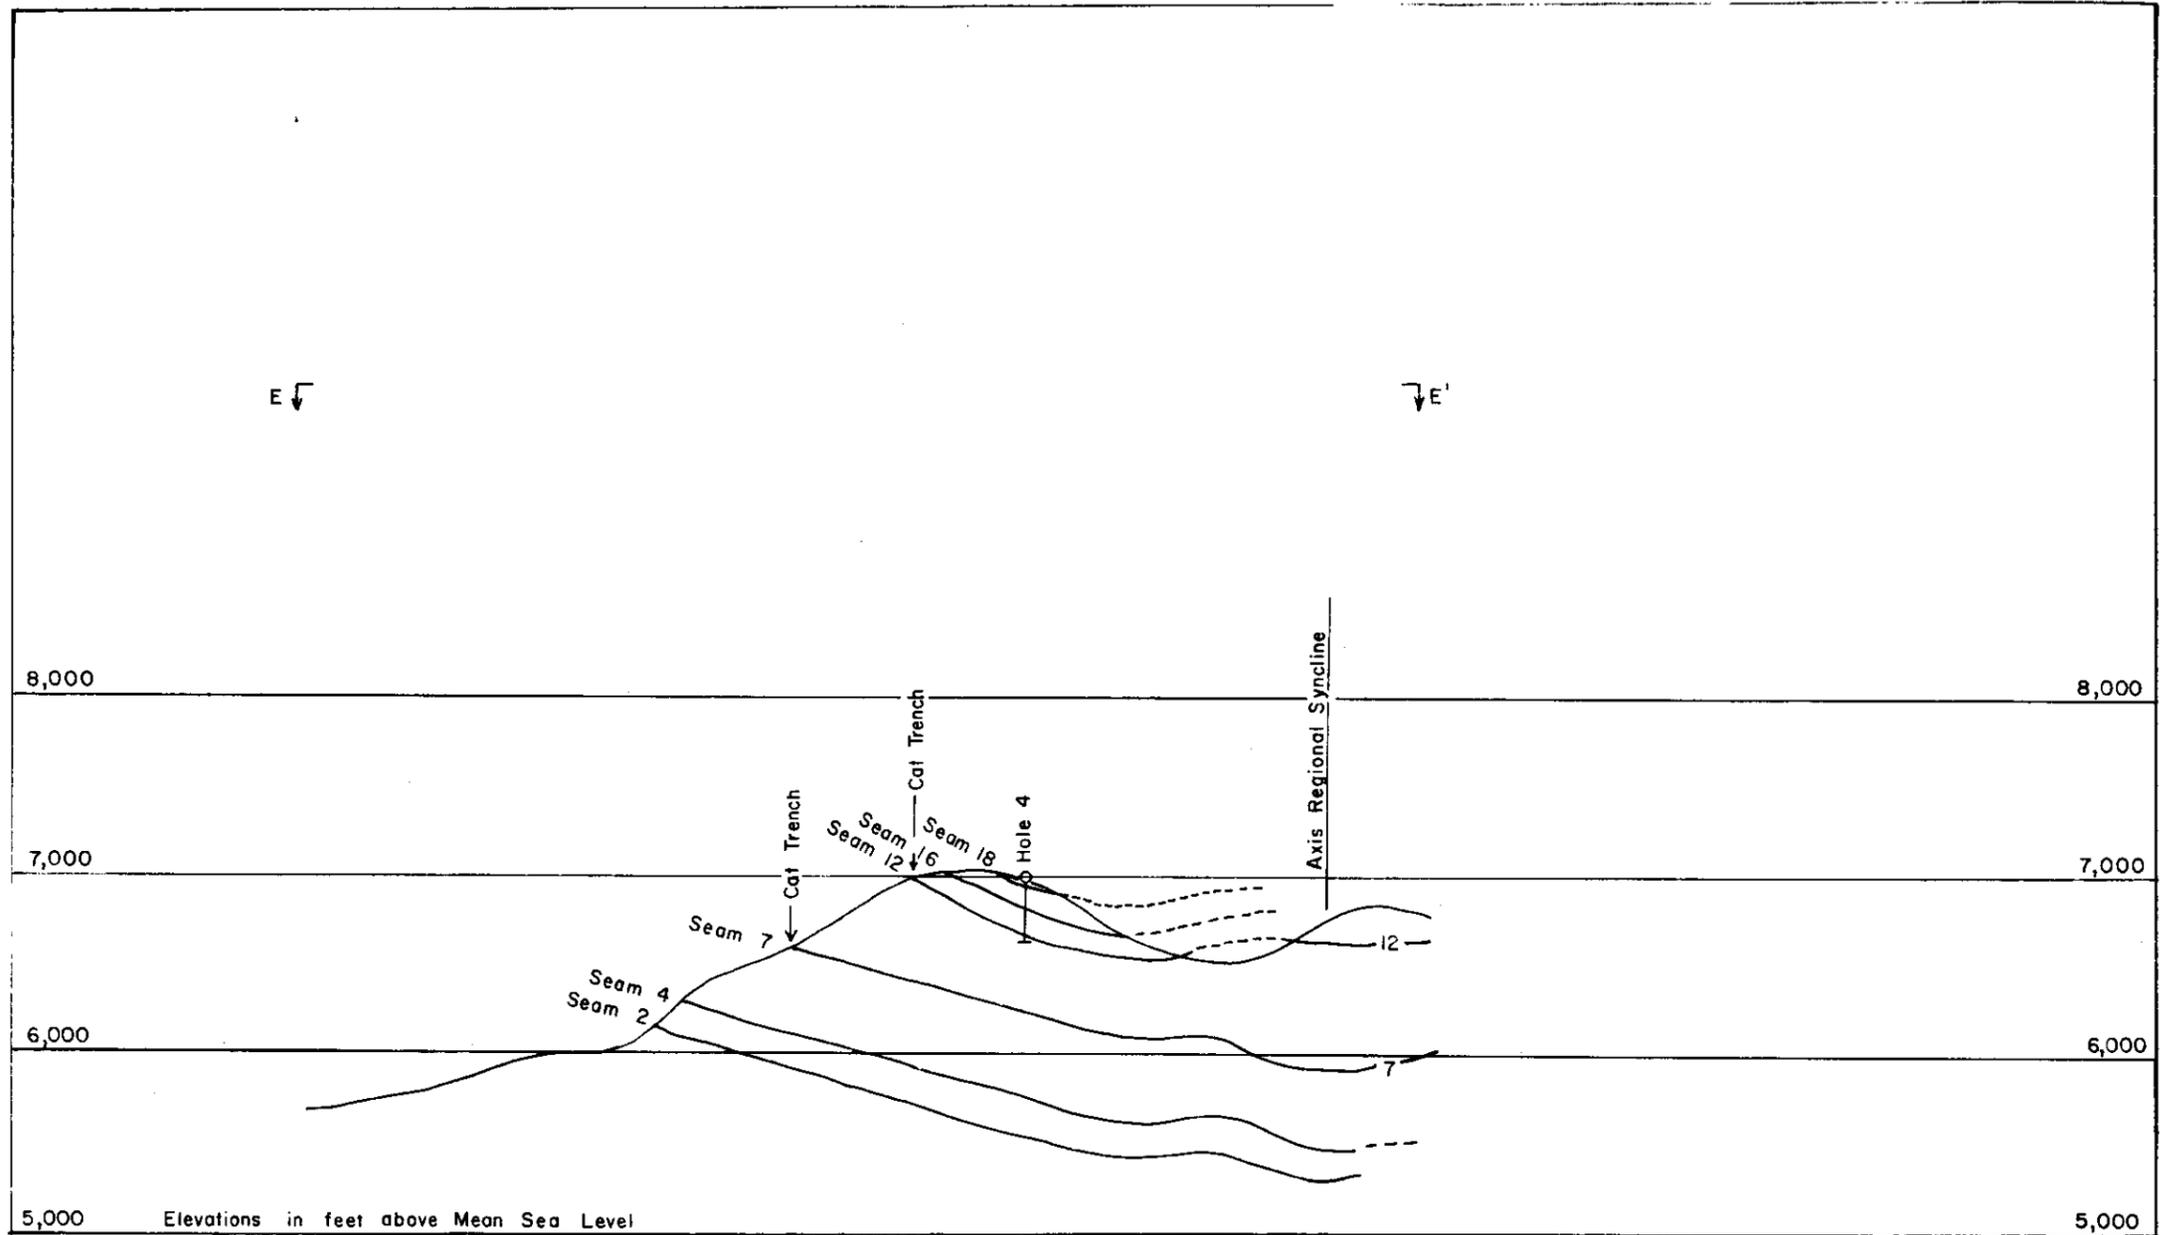 E
E'
Axis Regional Syncline
8,000
8,000
Cat Trench
Cat Trench
Hole 4
Seam 18
Seam 16
Seam 12
7,000
7,000
Seam 7
12
Seam 4
Seam 2
6,000
6,000
7
5,000
Elevations in feet above Mean Sea Level
5,000